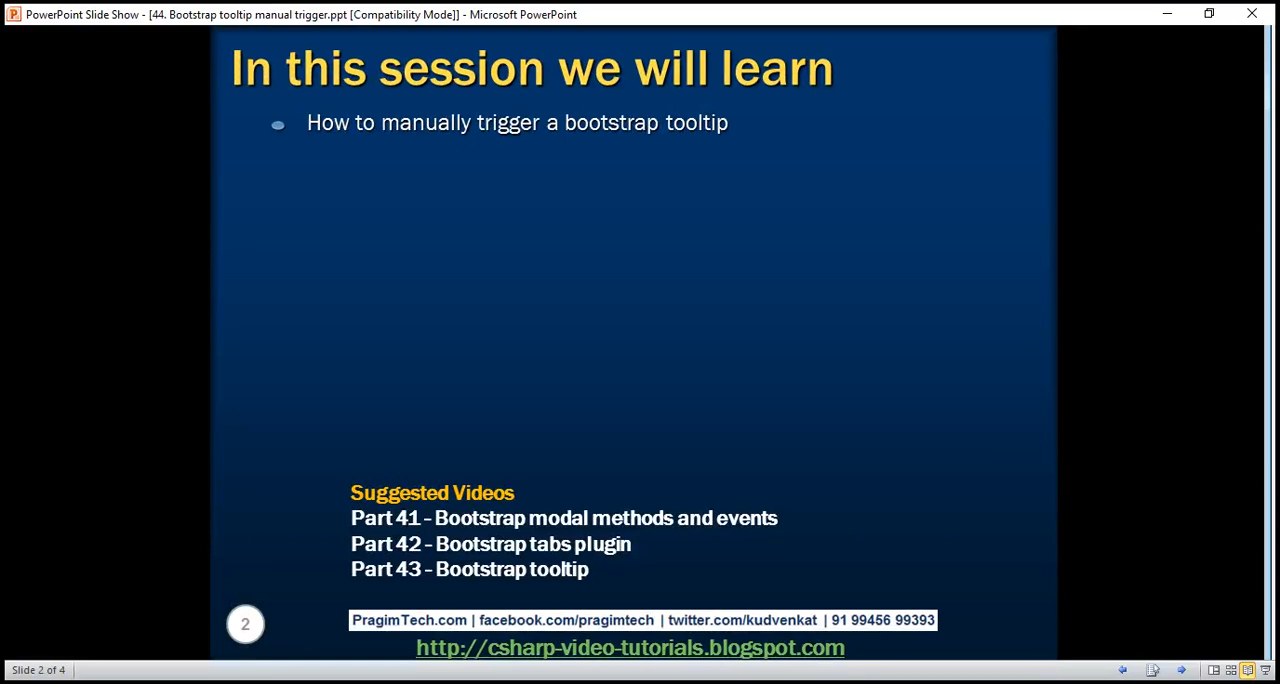 PowerPoint Slide Show - [44. Bootstrap tooltip manual trigger.ppt [Compatibility Mode]] - Microsoft PowerPoint
In this session we will learn
How to manually trigger a bootstrap tooltip
Suggested Videos
Part 41 - Bootstrap modal methods and events
Part 42 - Bootstrap tabs plugin
Part 43 - Bootstrap tooltip
2
PragimTech.com | facebook.com/pragimtech | twitter.com/kudvenkat | 91 99456 99393
http://csharp-video-tutorials.blogspot.com
Slide 2 of 4